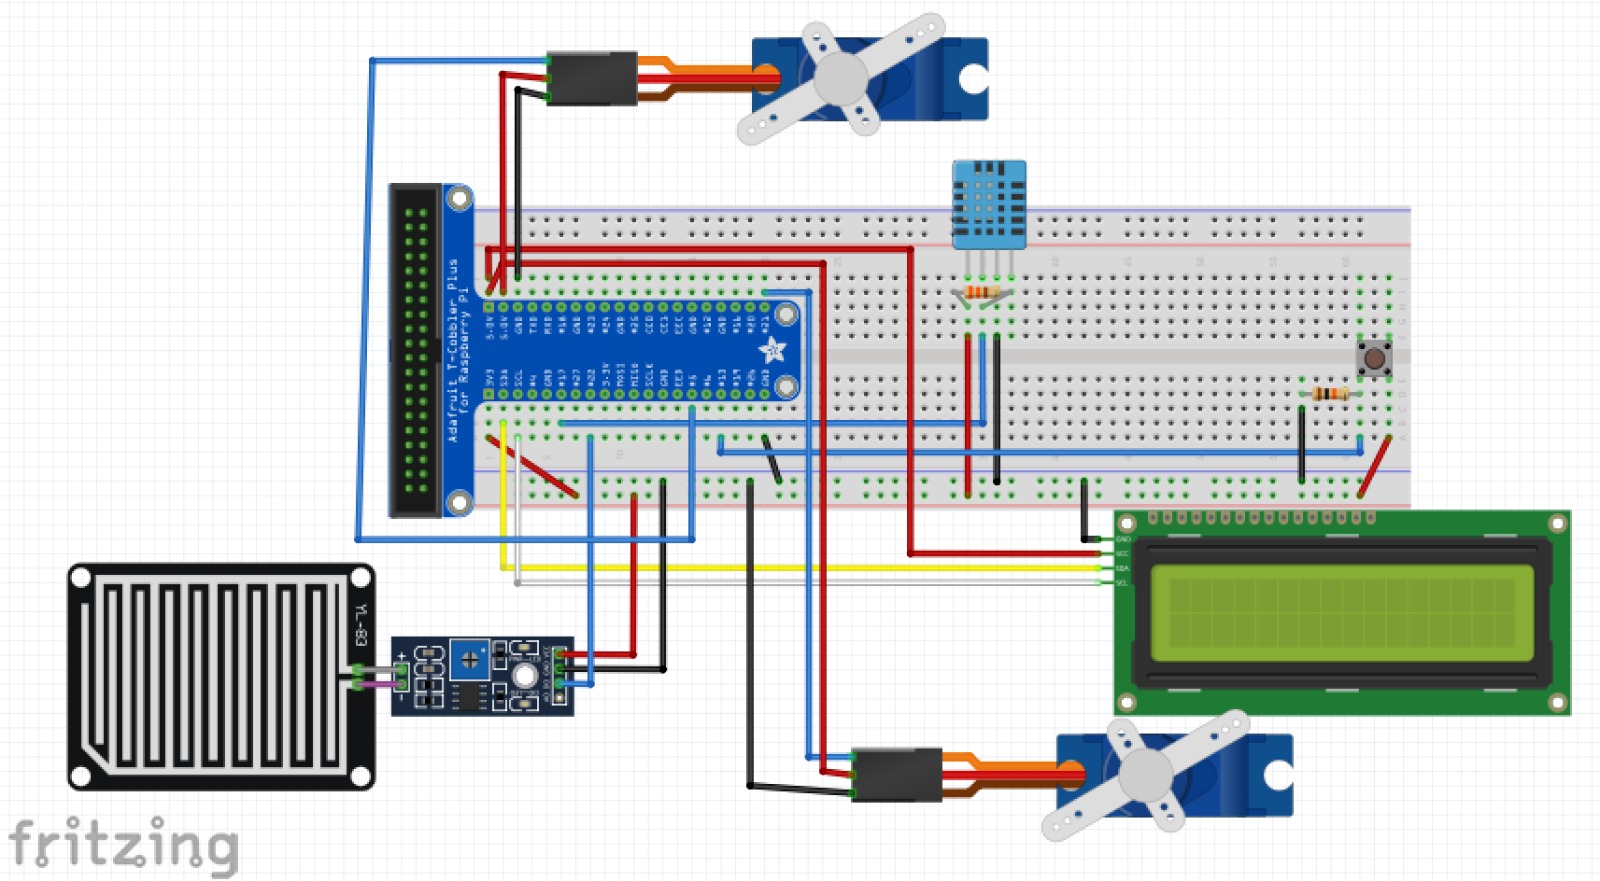 Adafruit T-Cobbler Plus
for Raspberry Pi
5.0V 5.0V GND TXD RXD #18 GND #23 #24 GND #25 CE0 CE1 EEC GND #12 GND #16 #20 #21
3V3 SDA SCL #4 GND #17 #27 #22 3.3V MOSI MISO SCLK GND EED #5 #6 #13 #19 #26 GND
GND
VCC
SDA
SCL
YL-83
+
-
fritzing